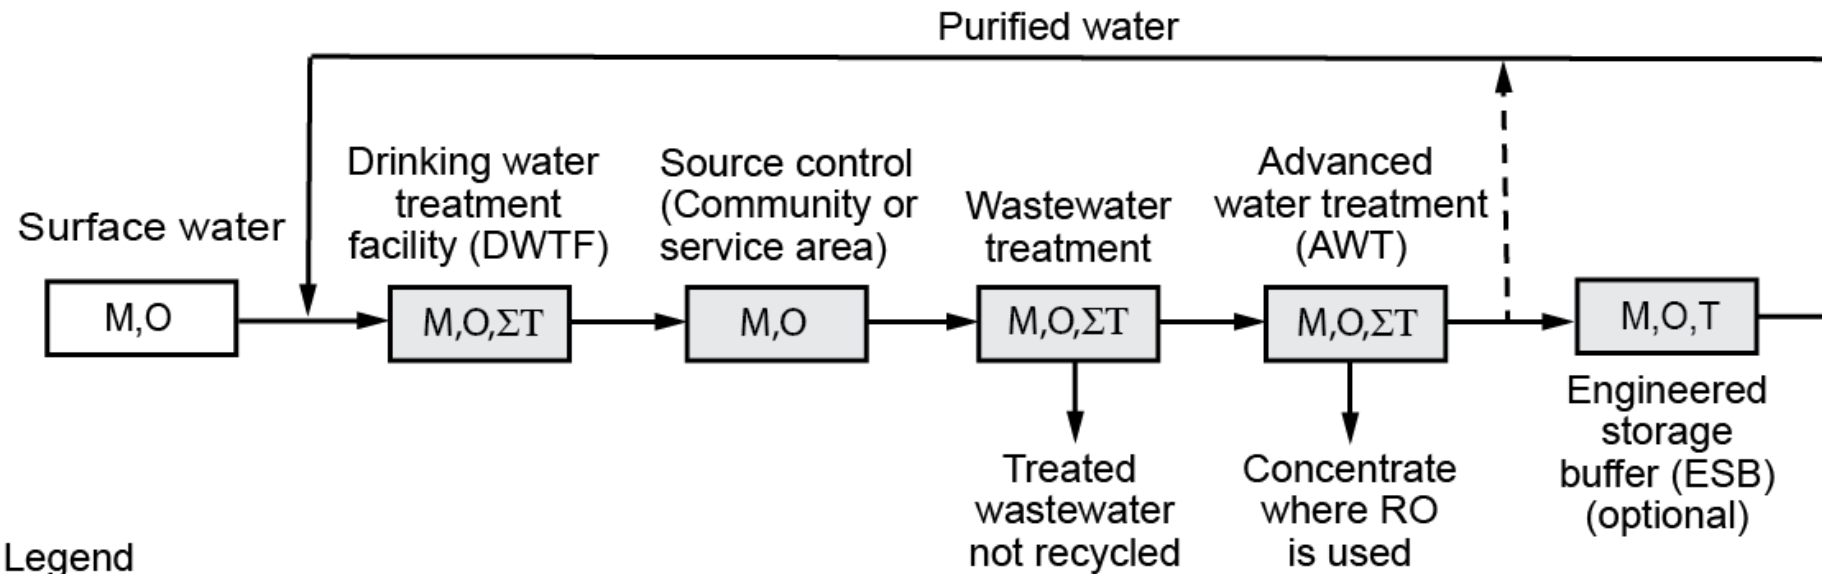 Purified water
Surface water
M,O
Drinking water
treatment
facility (DWTF)
M,O,ΣT
Source control
(Community or
service area)
M,O
Wastewater
treatment
M,O,ΣT
Treated
wastewater
not recycled
Advanced
water treatment
(AWT)
M,O,ΣT
Concentrate
where RO
is used
M,O,T
Engineered
storage
buffer (ESB)
(optional)
Legend